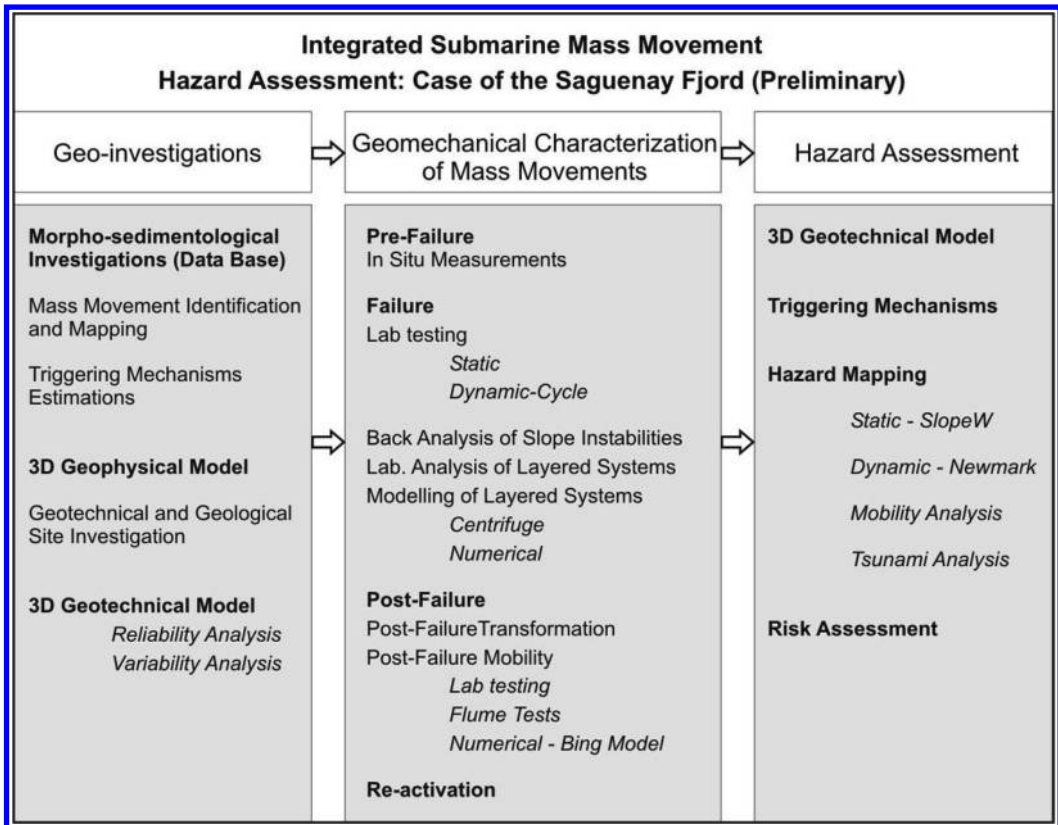 Integrated Submarine Mass Movement
Hazard Assessment: Case of the Saguenay Fjord (Preliminary)
Geo-investigations
Geomechanical Characterization
of Mass Movements
Hazard Assessment
Morpho-sedimentological
Investigations (Data Base)
Mass Movement Identification
and Mapping
Triggering Mechanisms
Estimations
3D Geophysical Model
Geotechnical and Geological
Site Investigation
3D Geotechnical Model
Reliability Analysis
Variability Analysis
Pre-Failure
In Situ Measurements
Failure
Lab testing
Static
Dynamic-Cycle
Back Analysis of Slope Instabilities
Lab. Analysis of Layered Systems
Modelling of Layered Systems
Centrifuge
Numerical
Post-Failure
Post-FailureTransformation
Post-Failure Mobility
Lab testing
Flume Tests
Numerical - Bing Model
Re-activation
3D Geotechnical Model
Triggering Mechanisms
Hazard Mapping
Static - SlopeW
Dynamic - Newmark
Mobility Analysis
Tsunami Analysis
Risk Assessment